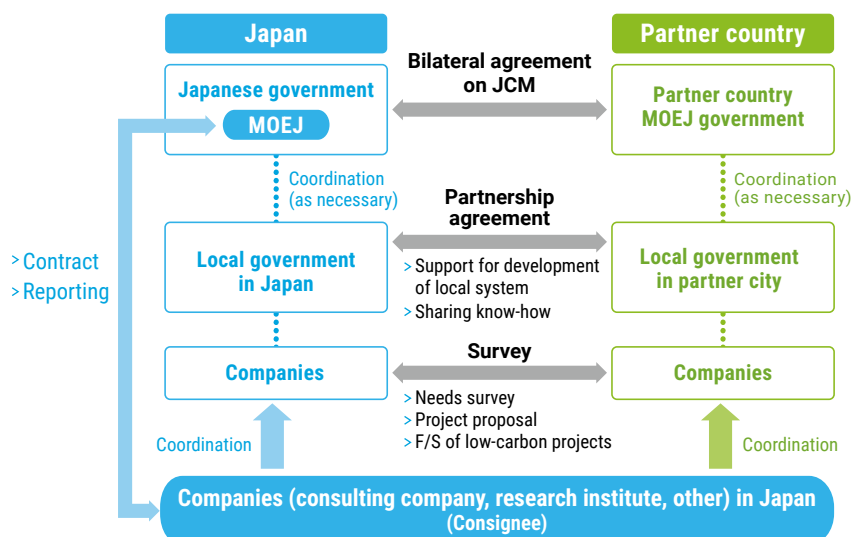 Japan
Partner country
Bilateral agreement
on JCM
Japanese government
MOEJ
Partner country
MOEJ government
Coordination
(as necessary)
Coordination
(as necessary)
Partnership
agreement
> Contract
> Reporting
Local government
in Japan
> Support for development
of local system
> Sharing know-how
Local government
in partner city
Survey
Companies
Companies
> Needs survey
> Project proposal
> F/S of low-carbon projects
Coordination
Coordination
Companies (consulting company, research institute, other) in Japan
(Consignee)